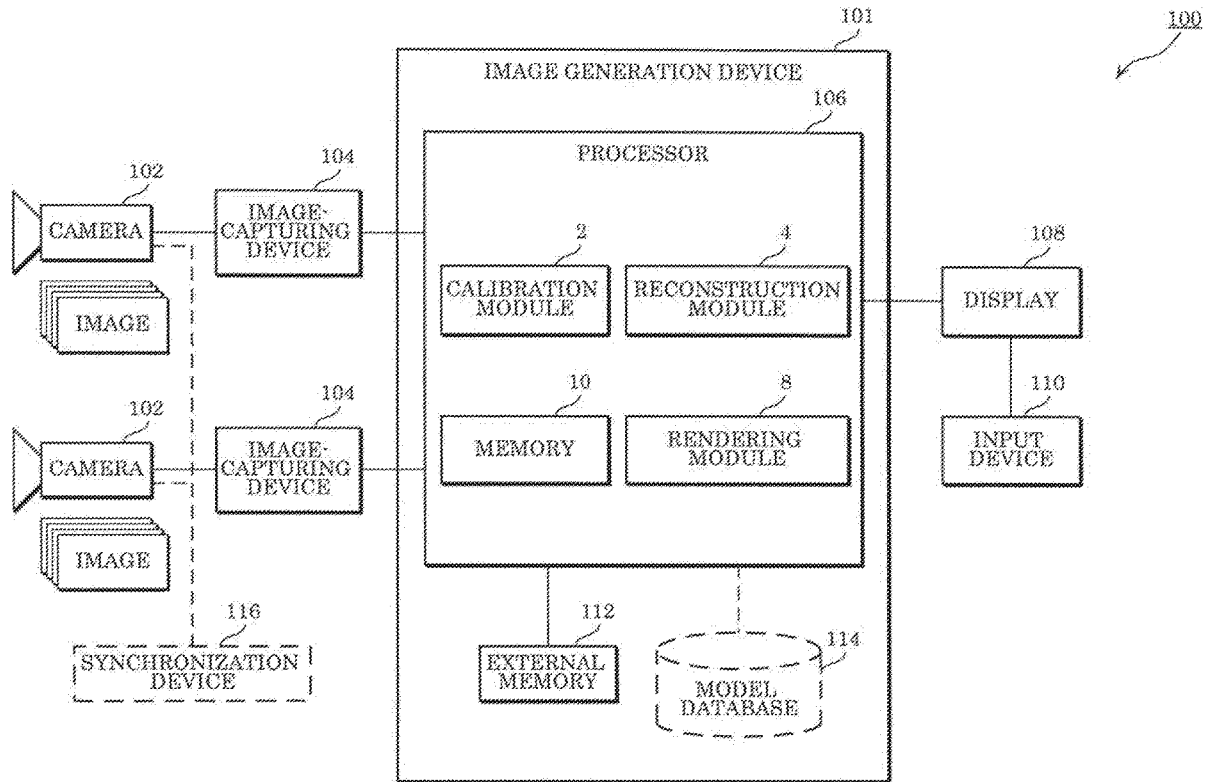 100
101
IMAGE GENERATION DEVICE
106
PROCESSOR
102
CAMERA
104
IMAGE-
CAPTURING
DEVICE
IMAGE
2
CALIBRATION
MODULE
4
RECONSTRUCTION
MODULE
108
DISPLAY
102
CAMERA
104
IMAGE-
CAPTURING
DEVICE
IMAGE
10
MEMORY
8
RENDERING
MODULE
110
INPUT
DEVICE
116
SYNCHRONIZATION
DEVICE
112
EXTERNAL
MEMORY
114
MODEL
DATABASE